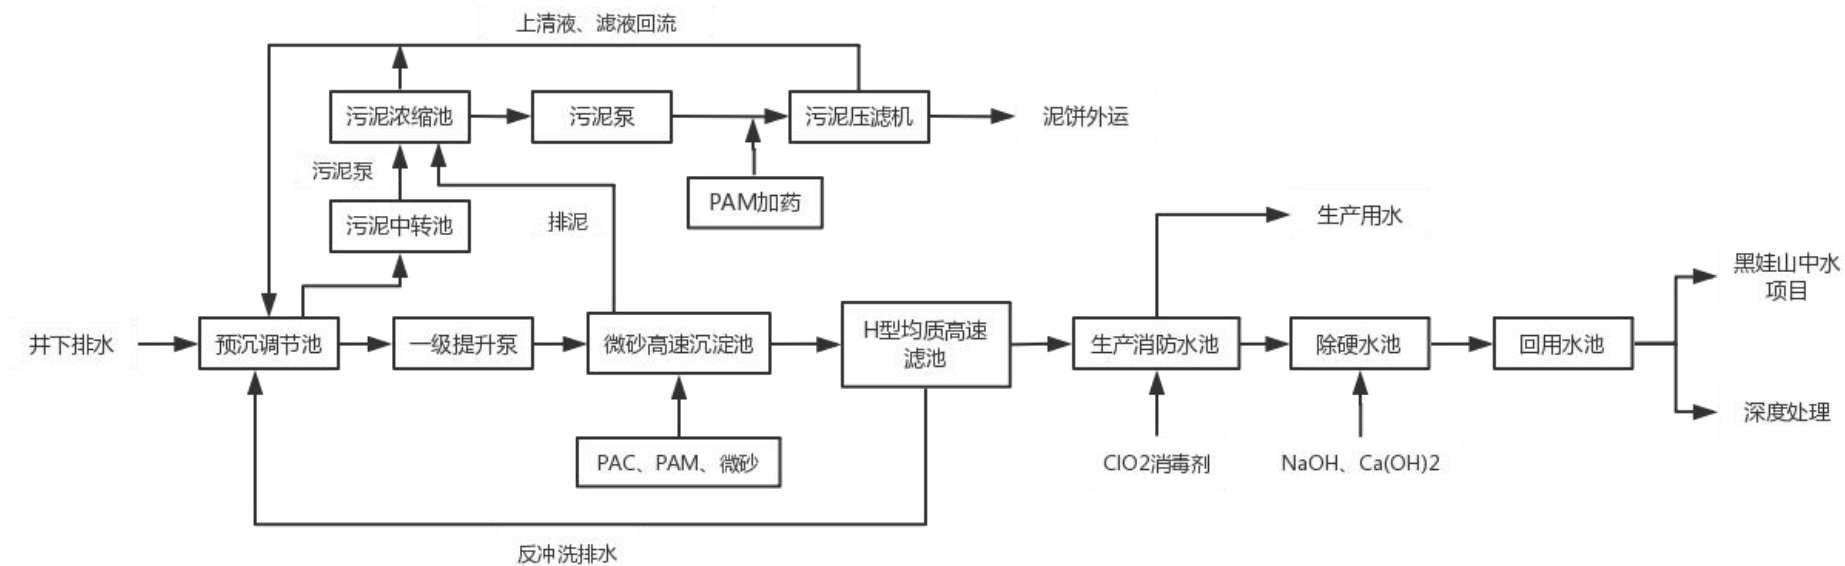 上清液、滤液回流
污泥浓缩池
污泥泵
污泥压滤机
泥饼外运
污泥泵
PAM加药
污泥中转池
排泥
生产用水
黑娃山中水
项目
井下排水
预沉调节池
一级提升泵
微砂高速沉淀池
H型均质高速
滤池
生产消防水池
除硬水池
回用水池
深度处理
PAC、PAM、微砂
ClO2消毒剂
NaOH、Ca(OH)2
反冲洗排水